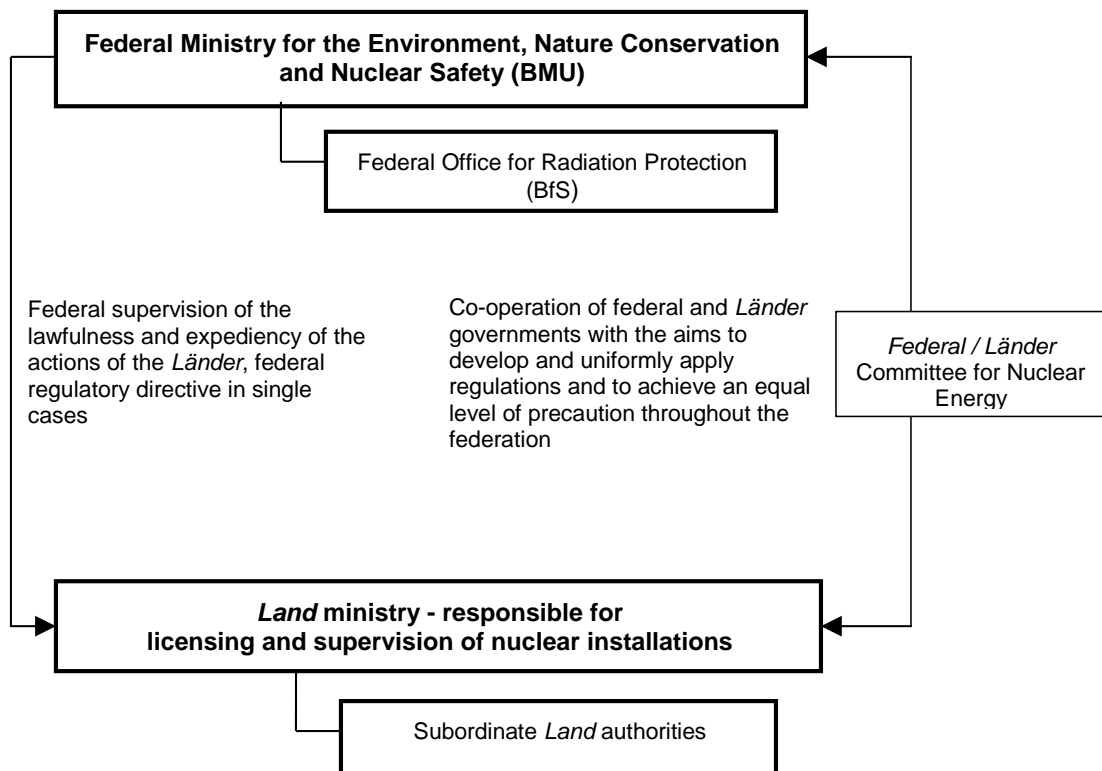 Federal Ministry for the Environment, Nature Conservation
and Nuclear Safety (BMU)
Federal Office for Radiation Protection
(BfS)
Federal supervision of the
lawfulness and expediency of the
actions of the Länder, federal
regulatory directive in single
cases
Co-operation of federal and Länder
governments with the aims to
develop and uniformly apply
regulations and to achieve an equal
level of precaution throughout the
federation
Federal / Länder
Committee for Nuclear
Energy
Land ministry - responsible for
licensing and supervision of nuclear installations
Subordinate Land authorities